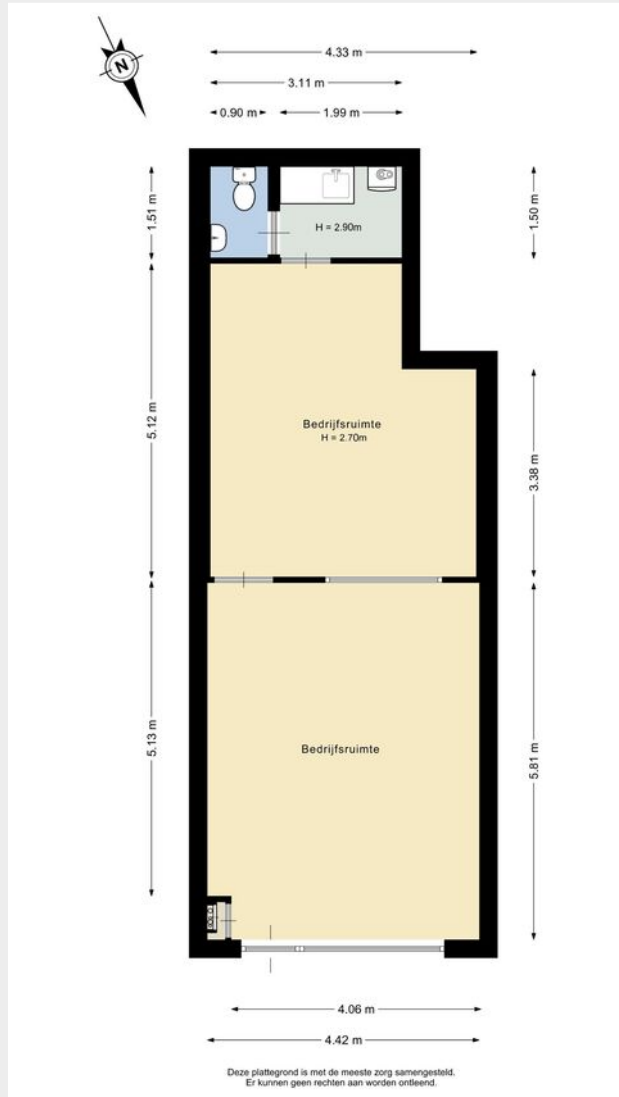 N
4.33 m
3.11 m
0.90 m
1.99 m
1.51 m
1.50 m
H = 2.90m
5.12 m
Bedrijfsruimte
H = 2.70m
3.38 m
5.13 m
Bedrijfsruimte
5.81 m
4.06 m
4.42 m
Deze plattegrond is met de meeste zorg samengesteld.
Er kunnen geen rechten aan worden ontleend.